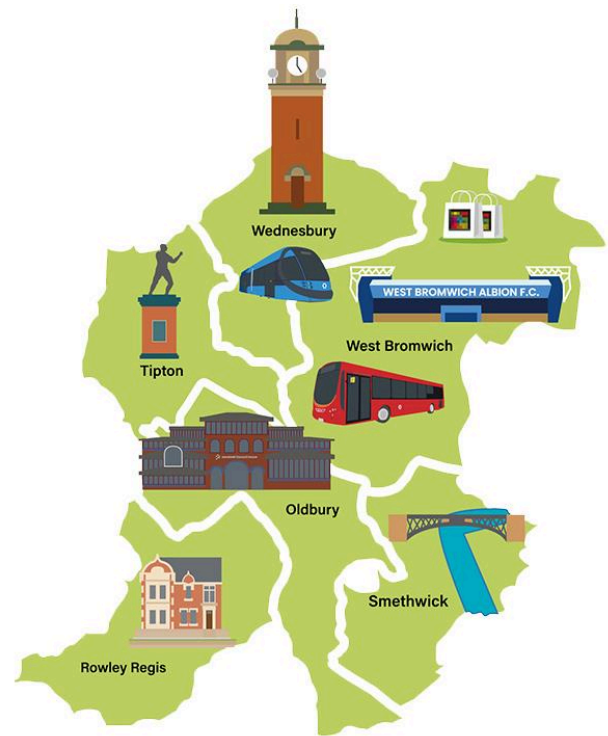 Wednesbury
WEST BROMWICH ALBION F.C.
West Bromwich
Tipton
Oldbury
Smethwick
Rowley Regis